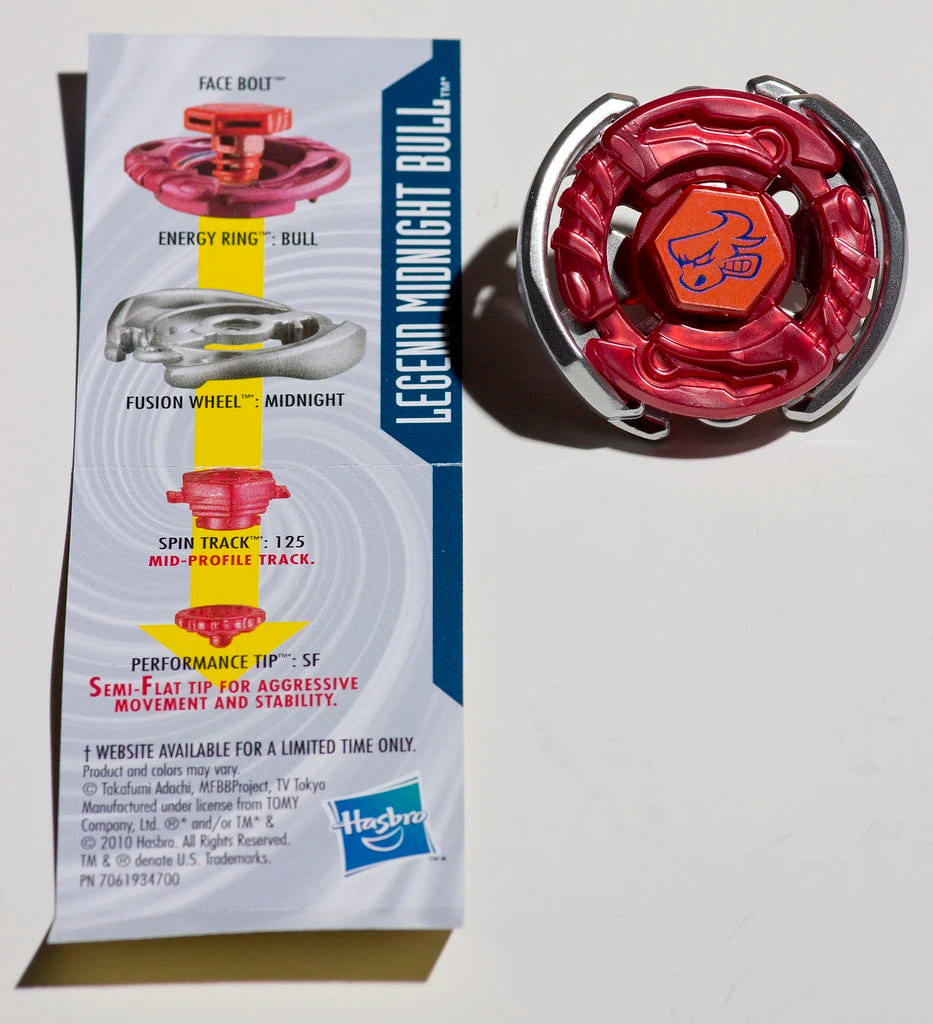 FACE BOLT™
ENERGY RING™: BULL
FUSION WHEEL™*: MIDNIGHT
SPIN TRACK™*: 125
MID-PROFILE TRACK.
PERFORMANCE TIP™*: SF
SEMI-FLAT TIP FOR AGGRESSIVE
MOVEMENT AND STABILITY.
LEGEND MIDNIGHT BULL™*
† WEBSITE AVAILABLE FOR A LIMITED TIME ONLY.
Product and colors may vary.
© Takafumi Adachi, MFBBProject, TV Tokyo
Manufactured under license from TOMY
Company, Ltd. ®* and/or TM* &
© 2010 Hasbro. All Rights Reserved.
TM & ® denote U.S. Trademarks.
PN 7061934700
Hasbro